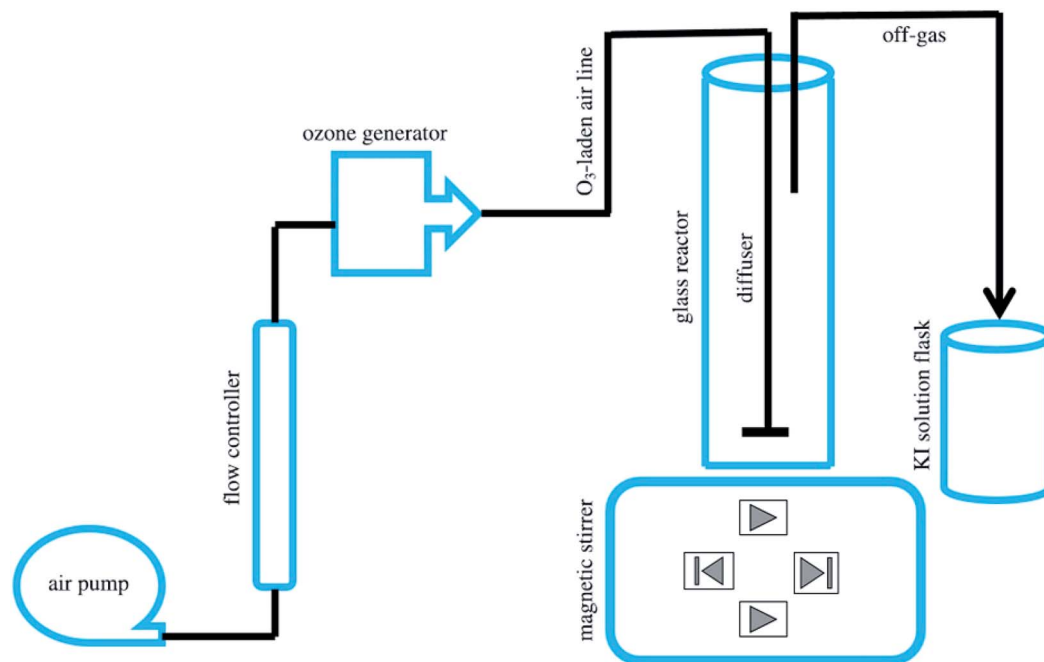 off-gas
O₃-laden air line
ozone generator
glass reactor
diffuser
flow controller
KI solution flask
air pump
magnetic stirrer